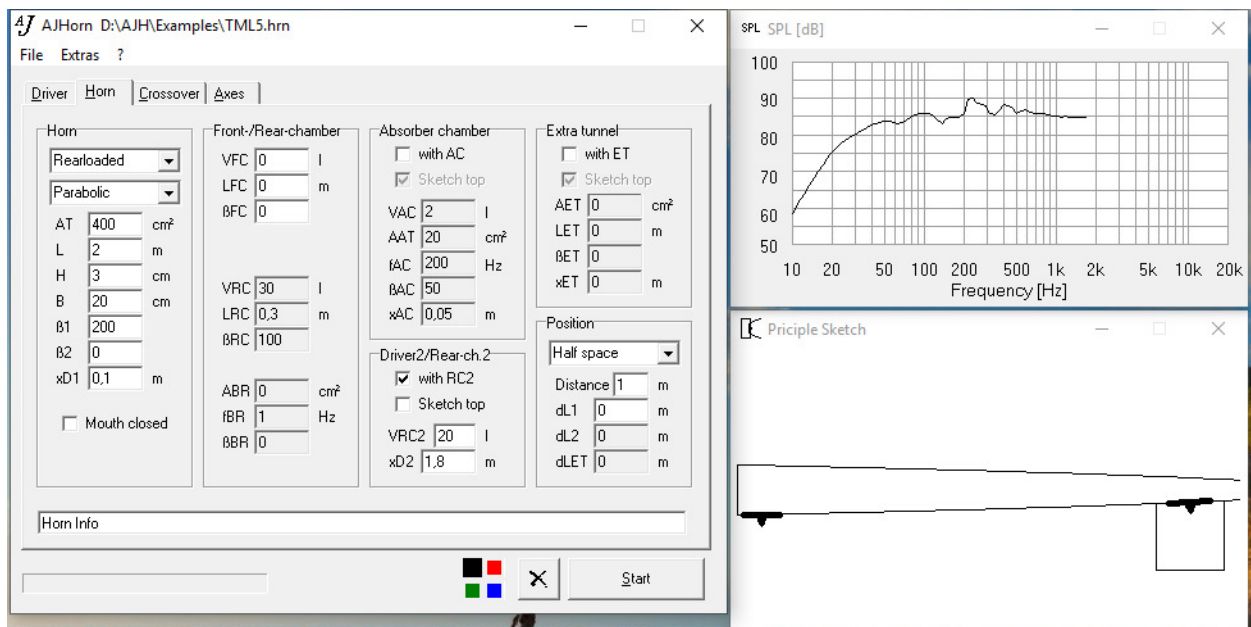 AJ AJHorn D:\AJH\Examples\TML5.hrn
File Extras ?
Driver Horn Crossover Axes
Horn
Rearloaded
Parabolic
AT 400 cm²
L 2 m
H 3 cm
B 20 cm
ß1 200
ß2 0
xD1 0,1 m
Mouth closed
Front-/Rear-chamber
VFC 0 l
LFC 0 m
ßFC 0
VRC 30 l
LRC 0,3 m
ßRC 100
ABR 0 cm²
fBR 1 Hz
ßBR 0
Absorber chamber
with AC
Sketch top
VAC 2 l
AAT 20 cm²
fAC 200 Hz
ßAC 50
xAC 0,05 m
Driver2/Rear-ch.2
with RC2
Sketch top
VRC2 20 l
xD2 1,8 m
Extra tunnel
with ET
Sketch top
AET 0 cm²
LET 0 m
ßET 0
xET 0 m
Position
Half space
Distance 1 m
dL1 0 m
dL2 0 m
dLET 0 m
Horn Info
Start
SPL SPL [dB]
100
90
80
70
60
50
10 20 50 100 200 500 1k 2k 5k 10k 20k
Frequency [Hz]
Priciple Sketch